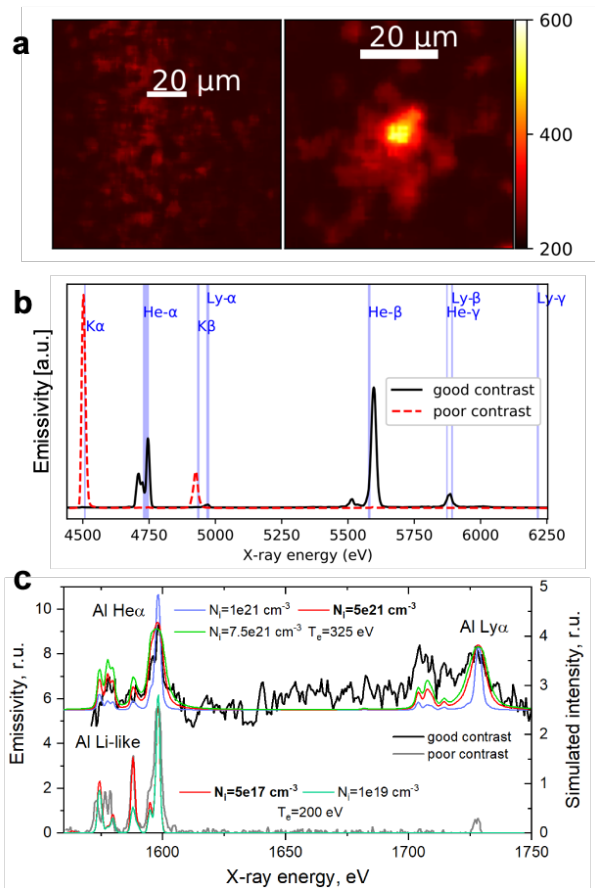 a
20 μm
20 μm
600
400
200
b
Emissivity [a.u.]
Kα
He-α
Ly-α
Kβ
He-β
Ly-β
He-γ
Ly-γ
good contrast
poor contrast
4500 4750 5000 5250 5500 5750 6000 6250
X-ray energy (eV)
c
Emissivity, r.u.
10
8
6
4
2
0
Al Heα
Nᵢ=1e21 cm⁻³ Nᵢ=5e21 cm⁻³
Nᵢ=7.5e21 cm⁻³ Tₑ=325 eV
Al Lyα
Al Li-like
good contrast
poor contrast
Nᵢ=5e17 cm⁻³ Nᵢ=1e19 cm⁻³
Tₑ=200 eV
5
4
3
2
1
0
Simulated intensity, r.u.
1600 1650 1700 1750
X-ray energy, eV